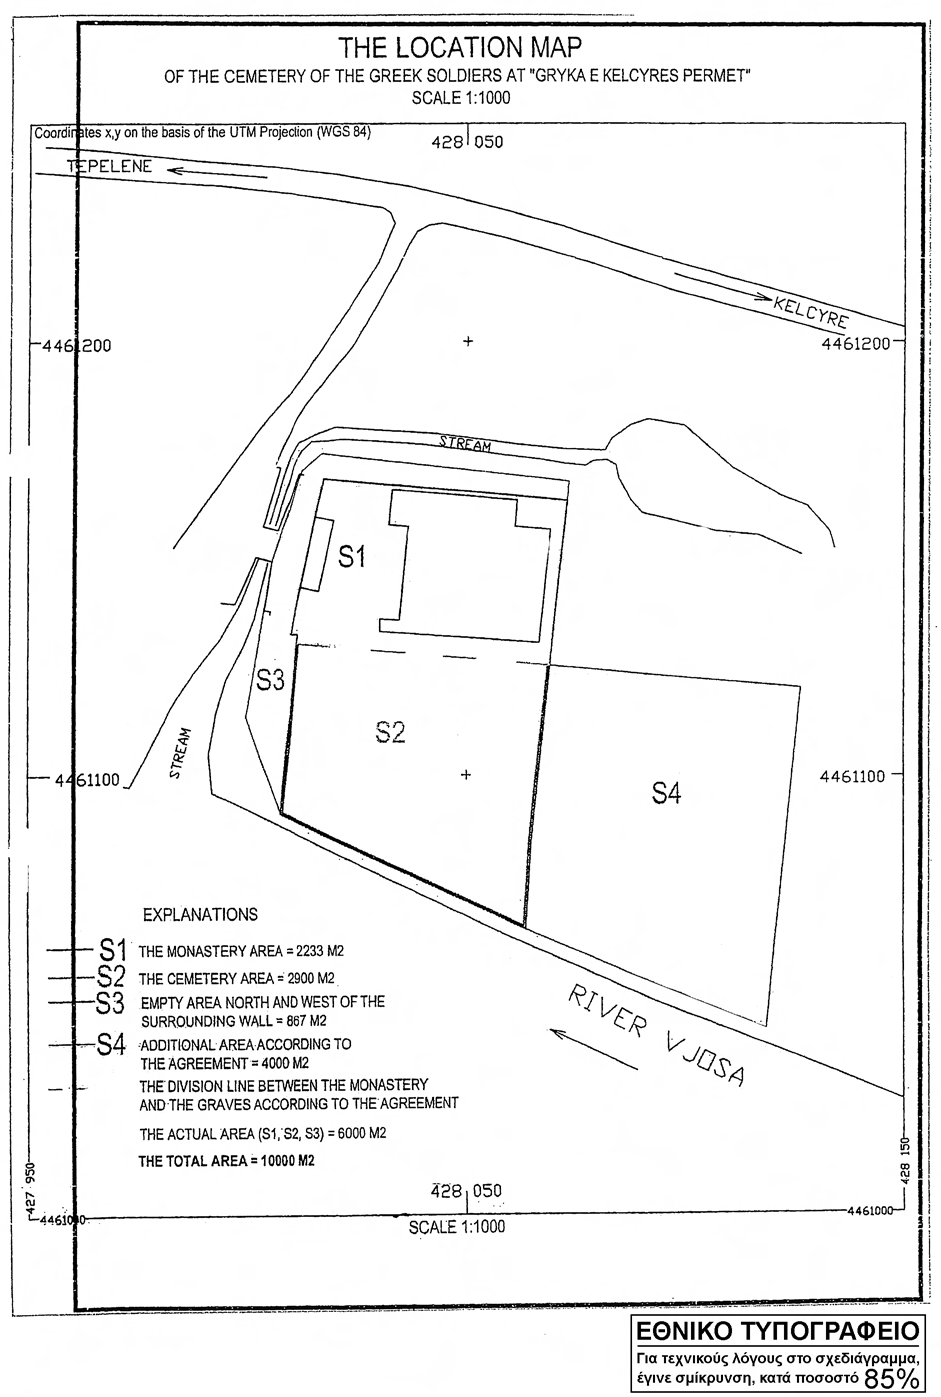 THE LOCATION MAP
OF THE CEMETERY OF THE GREEK SOLDIERS AT "GRYKA E KELCYRES PERMET"
SCALE 1:1000
Coordinates x,y on the basis of the UTM Projection (WGS 84)
428 050
TEPELENE
KELCYRE
4461200
4461200
STREAM
S1
S3
S2
STREAM
4461100
4461100
S4
EXPLANATIONS
S1 THE MONASTERY AREA = 2233 M2
S2 THE CEMETERY AREA = 2900 M2
S3 EMPTY AREA NORTH AND WEST OF THE
SURROUNDING WALL = 867 M2
S4 ADDITIONAL AREA ACCORDING TO
THE AGREEMENT = 4000 M2
THE DIVISION LINE BETWEEN THE MONASTERY
AND THE GRAVES ACCORDING TO THE AGREEMENT
THE ACTUAL AREA (S1, S2, S3) = 6000 M2
THE TOTAL AREA = 10000 M2
RIVER VJOSA
427 950
428 150
428 050
4461000
4461000
SCALE 1:1000
ΕΘΝΙΚΟ ΤΥΠΟΓΡΑΦΕΙΟ
Για τεχνικούς λόγους στο σχεδιάγραμμα,
έγινε σμίκρυνση, κατά ποσοστό 85%